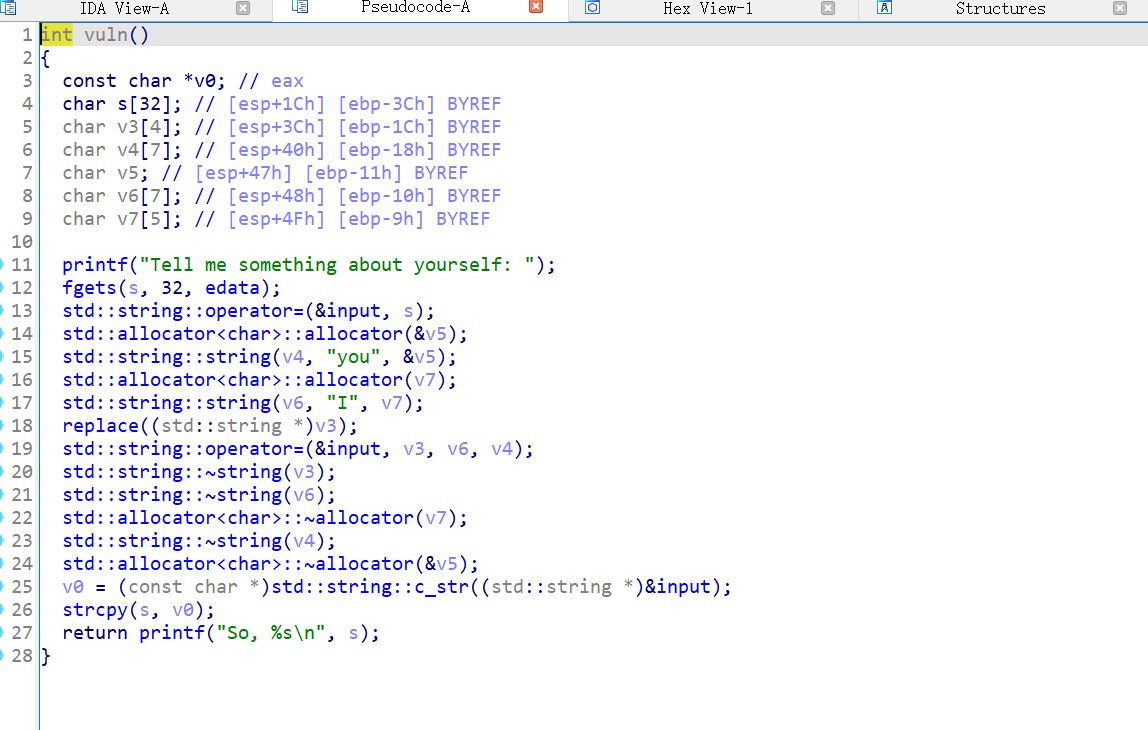 IDA View-A Pseudocode-A Hex View-1 Structures
1 int vuln()
2 {
3 const char *v0; // eax
4 char s[32]; // [esp+1Ch] [ebp-3Ch] BYREF
5 char v3[4]; // [esp+3Ch] [ebp-1Ch] BYREF
6 char v4[7]; // [esp+40h] [ebp-18h] BYREF
7 char v5; // [esp+47h] [ebp-11h] BYREF
8 char v6[7]; // [esp+48h] [ebp-10h] BYREF
9 char v7[5]; // [esp+4Fh] [ebp-9h] BYREF
10
11 printf("Tell me something about yourself: ");
12 fgets(s, 32, edata);
13 std::string::operator=(&input, s);
14 std::allocator<char>::allocator(&v5);
15 std::string::string(v4, "you", &v5);
16 std::allocator<char>::allocator(v7);
17 std::string::string(v6, "I", v7);
18 replace((std::string *)v3);
19 std::string::operator=(&input, v3, v6, v4);
20 std::string::~string(v3);
21 std::string::~string(v6);
22 std::allocator<char>::~allocator(v7);
23 std::string::~string(v4);
24 std::allocator<char>::~allocator(&v5);
25 v0 = (const char *)std::string::c_str((std::string *)&input);
26 strcpy(s, v0);
27 return printf("So, %s\n", s);
28 }